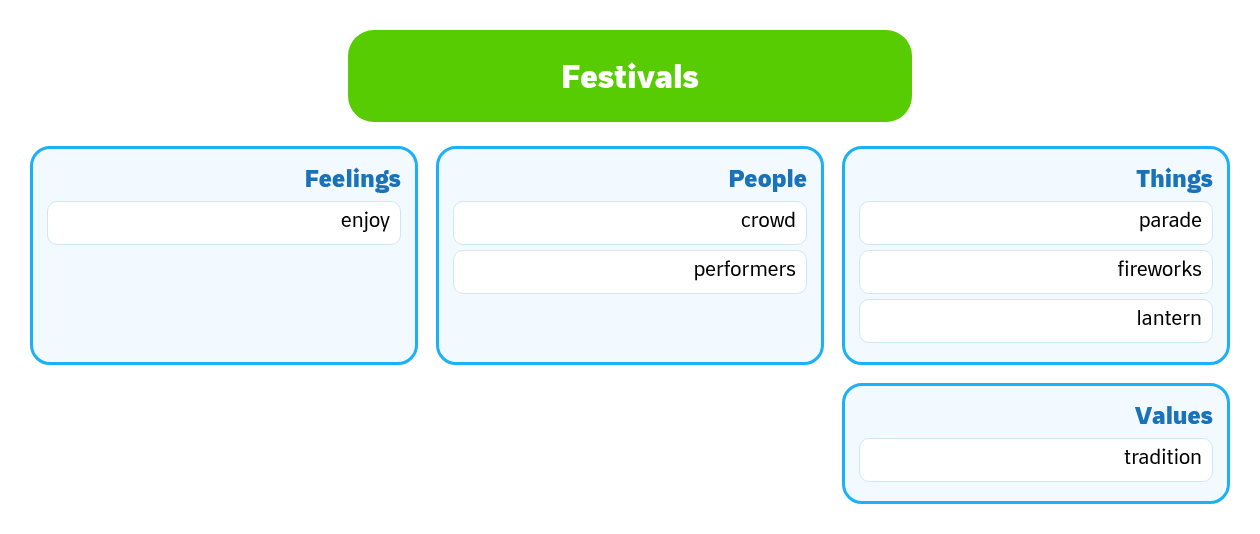 Festivals
Things
parade
fireworks
lantern
People
crowd
performers
Feelings
enjoy
Values
tradition